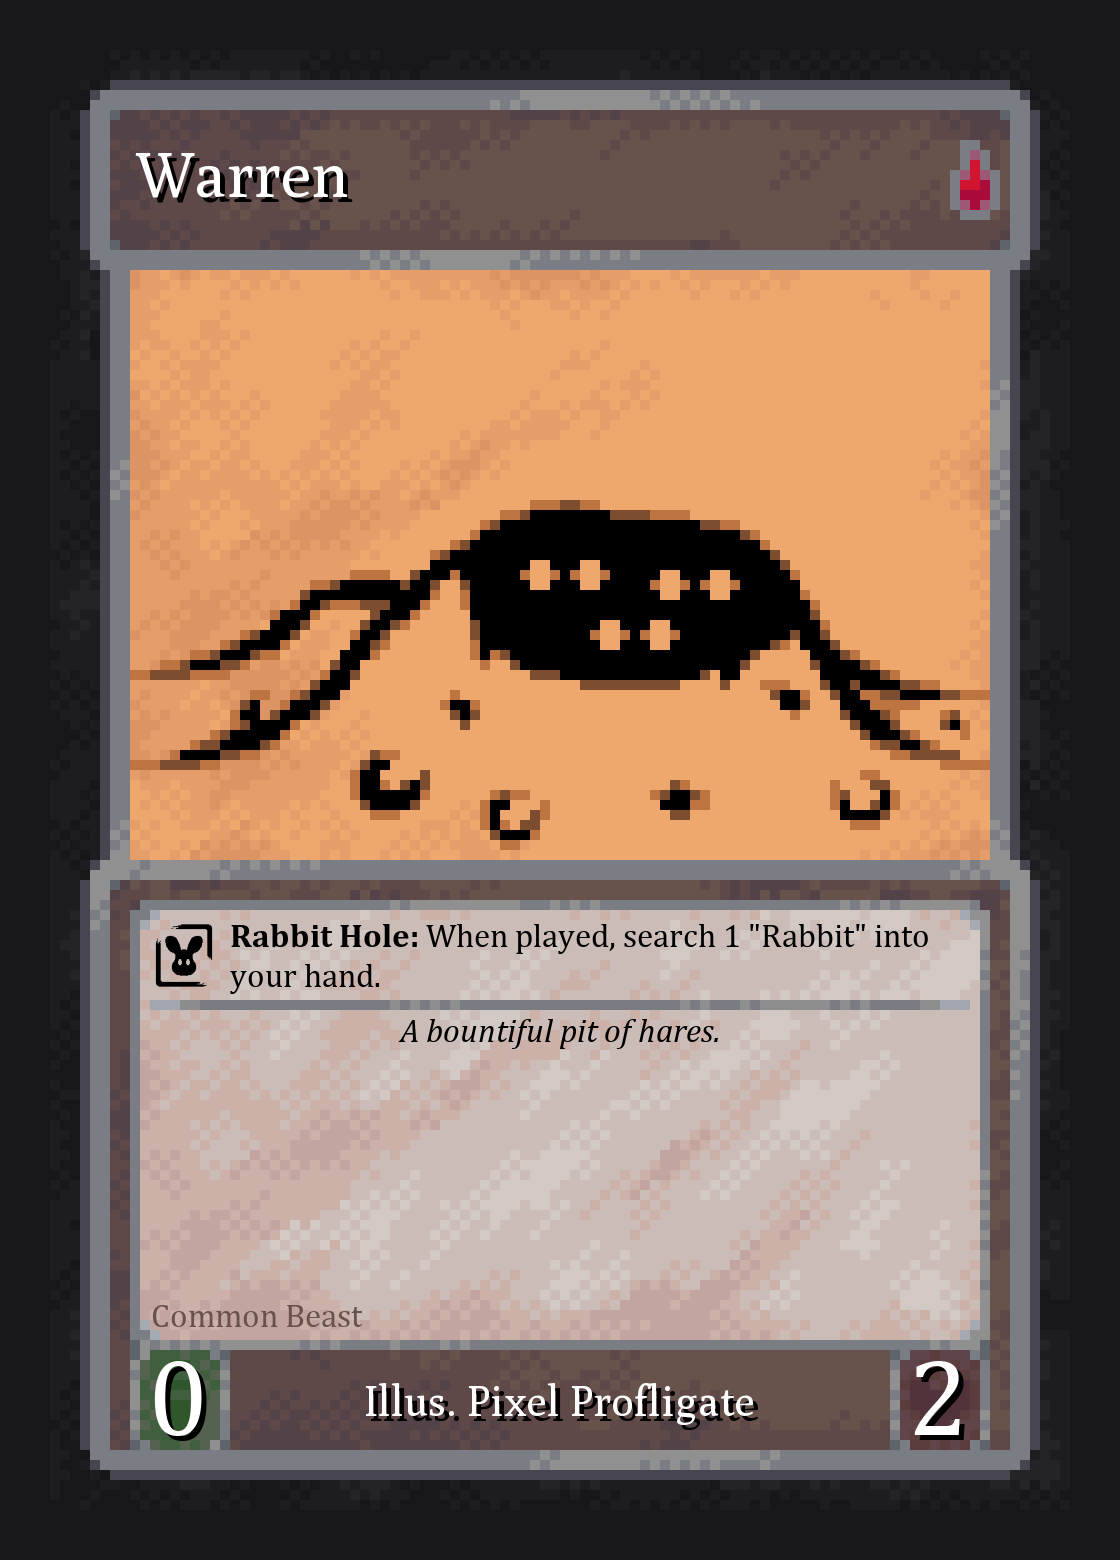 Warren
Rabbit Hole: When played, search 1 "Rabbit" into
your hand.
A bountiful pit of hares.
Common Beast
0
Illus. Pixel Profligate
2